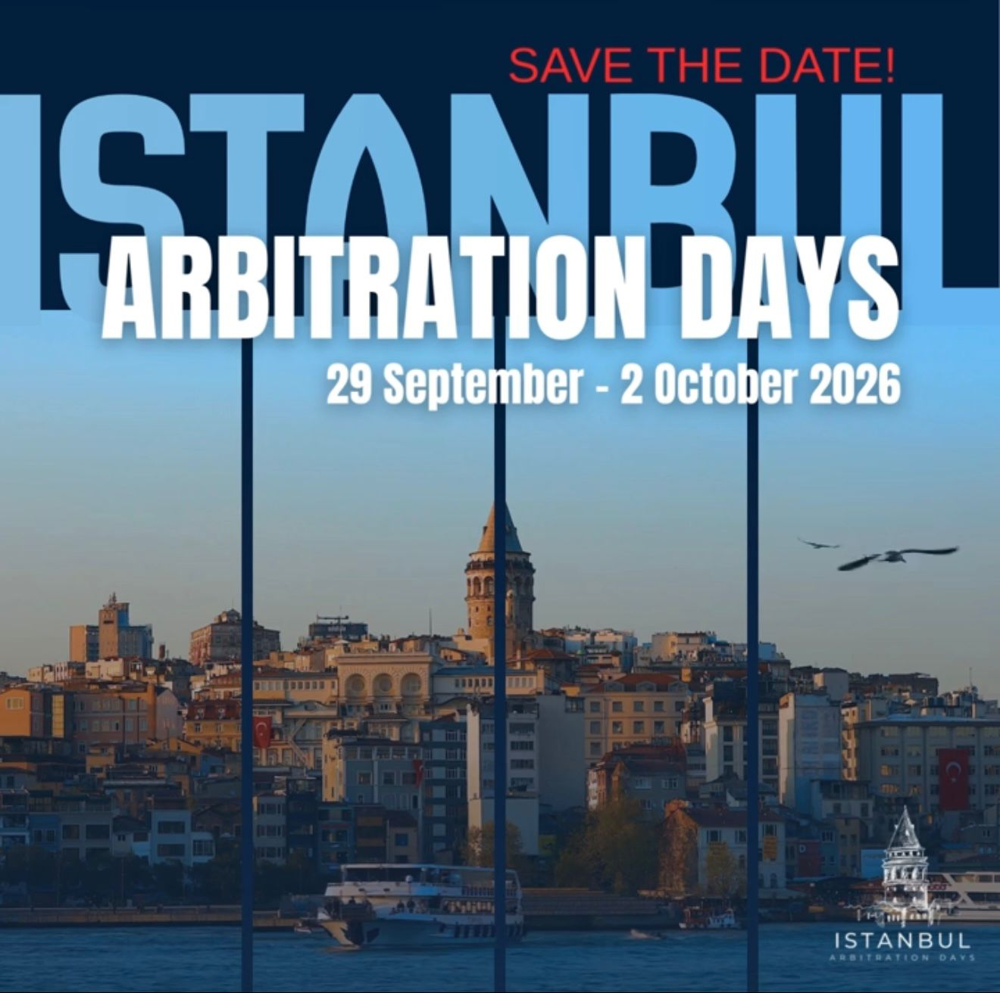 SAVE THE DATE!
ISTANBUL
ARBITRATION DAYS
29 September - 2 October 2026
ISTANBUL
ARBITRATION DAYS